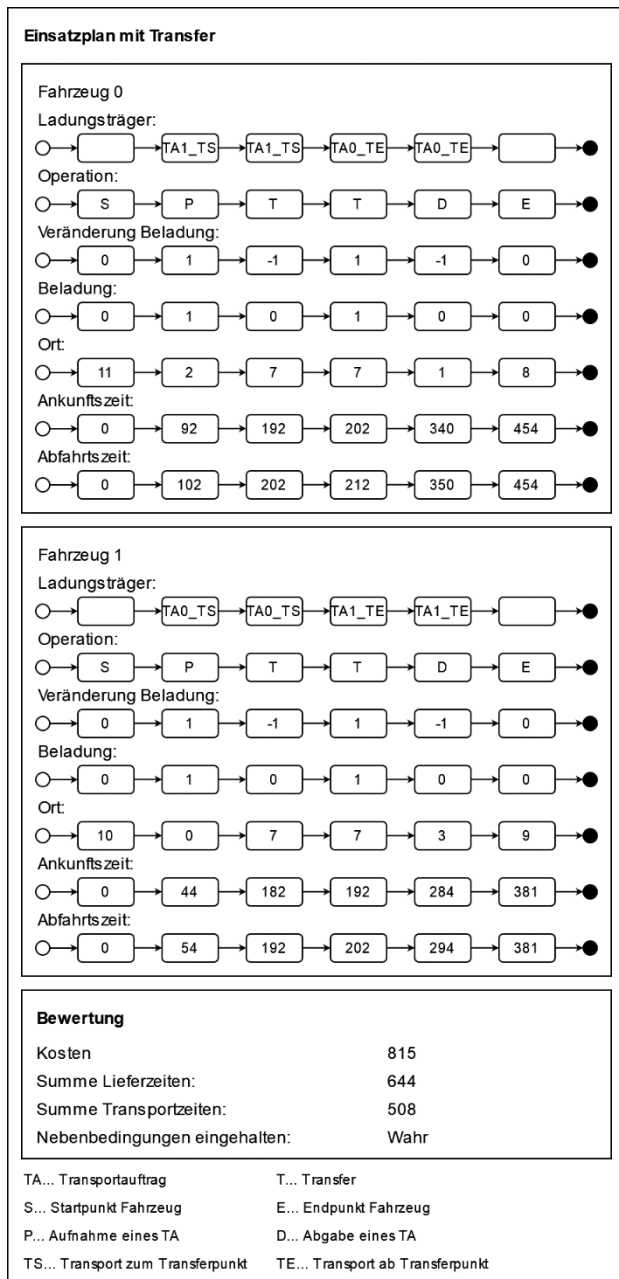 Einsatzplan mit Transfer
Fahrzeug 0
Ladungsträger:
TA1_TS TA1_TS TA0_TE TA0_TE
Operation:
S P T T D E
Veränderung Beladung:
0 1 -1 1 -1 0
Beladung:
0 1 0 1 0 0
Ort:
11 2 7 7 1 8
Ankunftszeit:
0 92 192 202 340 454
Abfahrtszeit:
0 102 202 212 350 454
Fahrzeug 1
Ladungsträger:
TA0_TS TA0_TS TA1_TE TA1_TE
Operation:
S P T T D E
Veränderung Beladung:
0 1 -1 1 -1 0
Beladung:
0 1 0 1 0 0
Ort:
10 0 7 7 3 9
Ankunftszeit:
0 44 182 192 284 381
Abfahrtszeit:
0 54 192 202 294 381
Bewertung
Kosten 815
Summe Lieferzeiten: 644
Summe Transportzeiten: 508
Nebenbedingungen eingehalten: Wahr
TA... Transportauftrag T... Transfer
S... Startpunkt Fahrzeug E... Endpunkt Fahrzeug
P... Aufnahme eines TA D... Abgabe eines TA
TS... Transport zum Transferpunkt TE... Transport ab Transferpunkt